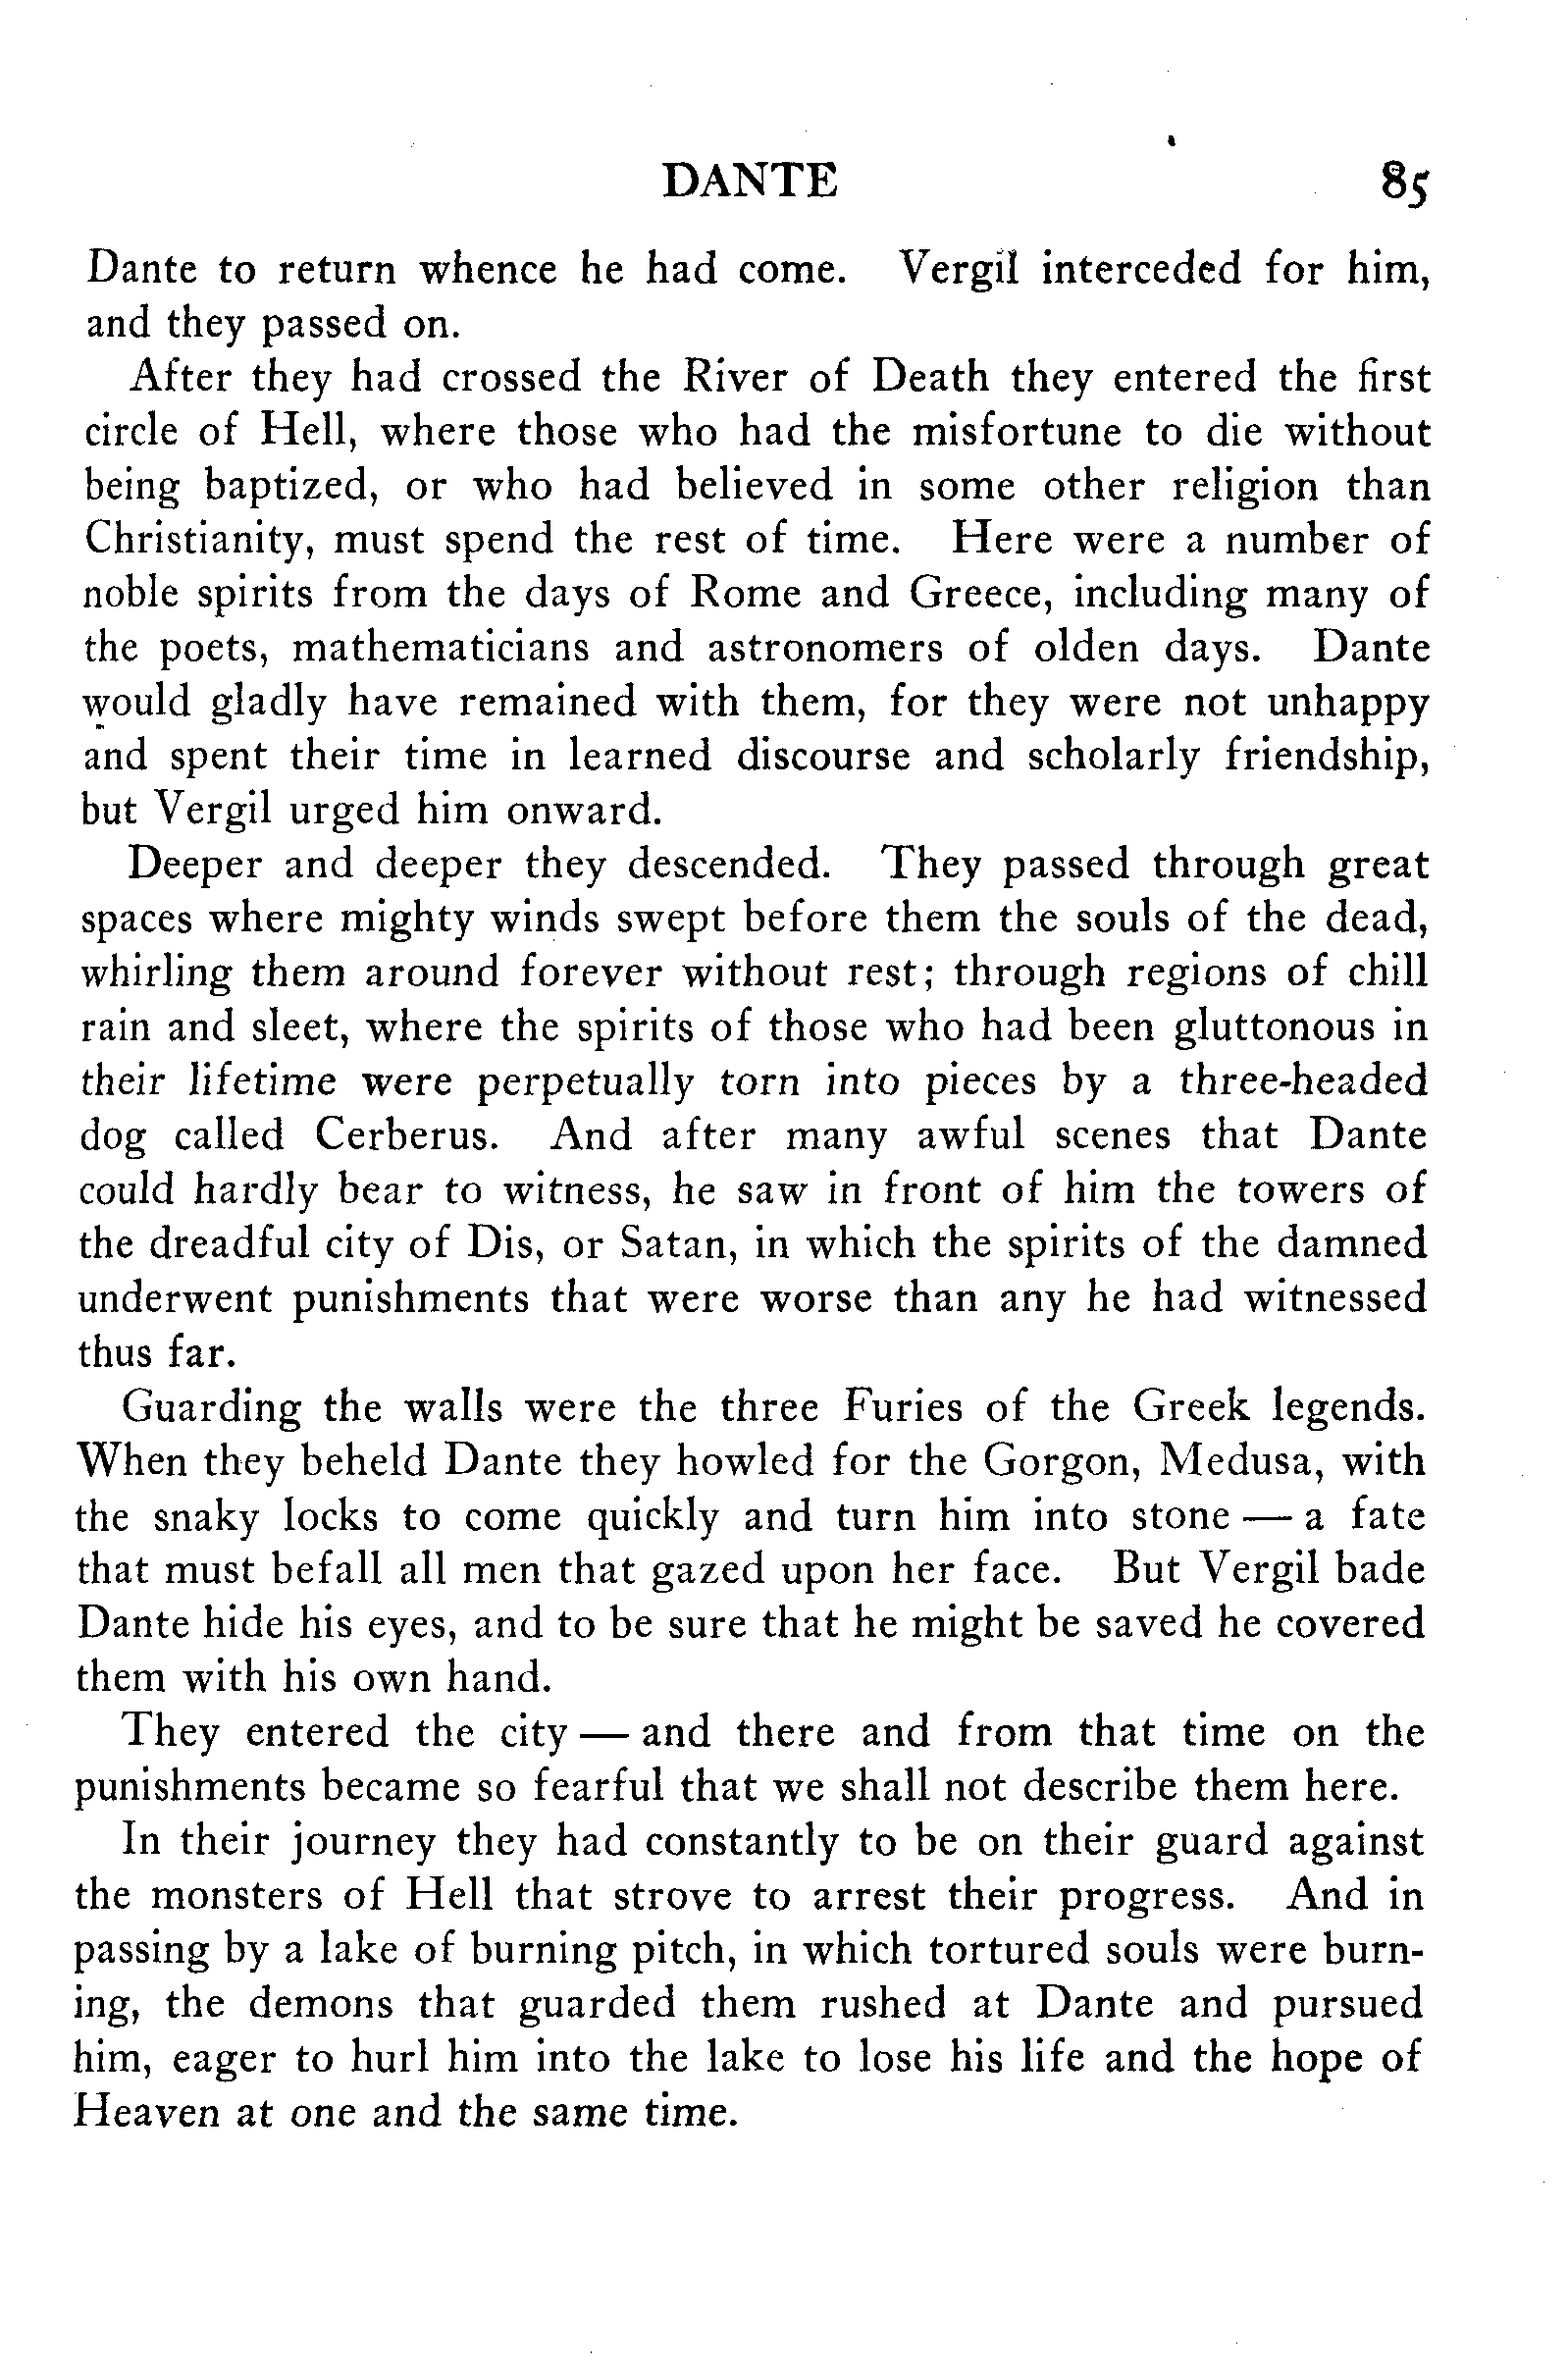 DANTE 85
Dante to return whence he had come. Vergil interceded for him,
and they passed on.
After they had crossed the River of Death they entered the first
circle of Hell, where those who had the misfortune to die without
being baptized, or who had believed in some other religion than
Christianity, must spend the rest of time. Here were a number of
noble spirits from the days of Rome and Greece, including many of
the poets, mathematicians and astronomers of olden days. Dante
would gladly have remained with them, for they were not unhappy
and spent their time in learned discourse and scholarly friendship,
but Vergil urged him onward.
Deeper and deeper they descended. They passed through great
spaces where mighty winds swept before them the souls of the dead,
whirling them around forever without rest; through regions of chill
rain and sleet, where the spirits of those who had been gluttonous in
their lifetime were perpetually torn into pieces by a three-headed
dog called Cerberus. And after many awful scenes that Dante
could hardly bear to witness, he saw in front of him the towers of
the dreadful city of Dis, or Satan, in which the spirits of the damned
underwent punishments that were worse than any he had witnessed
thus far.
Guarding the walls were the three Furies of the Greek legends.
When they beheld Dante they howled for the Gorgon, Medusa, with
the snaky locks to come quickly and turn him into stone — a fate
that must befall all men that gazed upon her face. But Vergil bade
Dante hide his eyes, and to be sure that he might be saved he covered
them with his own hand.
They entered the city — and there and from that time on the
punishments became so fearful that we shall not describe them here.
In their journey they had constantly to be on their guard against
the monsters of Hell that strove to arrest their progress. And in
passing by a lake of burning pitch, in which tortured souls were burn-
ing, the demons that guarded them rushed at Dante and pursued
him, eager to hurl him into the lake to lose his life and the hope of
Heaven at one and the same time.